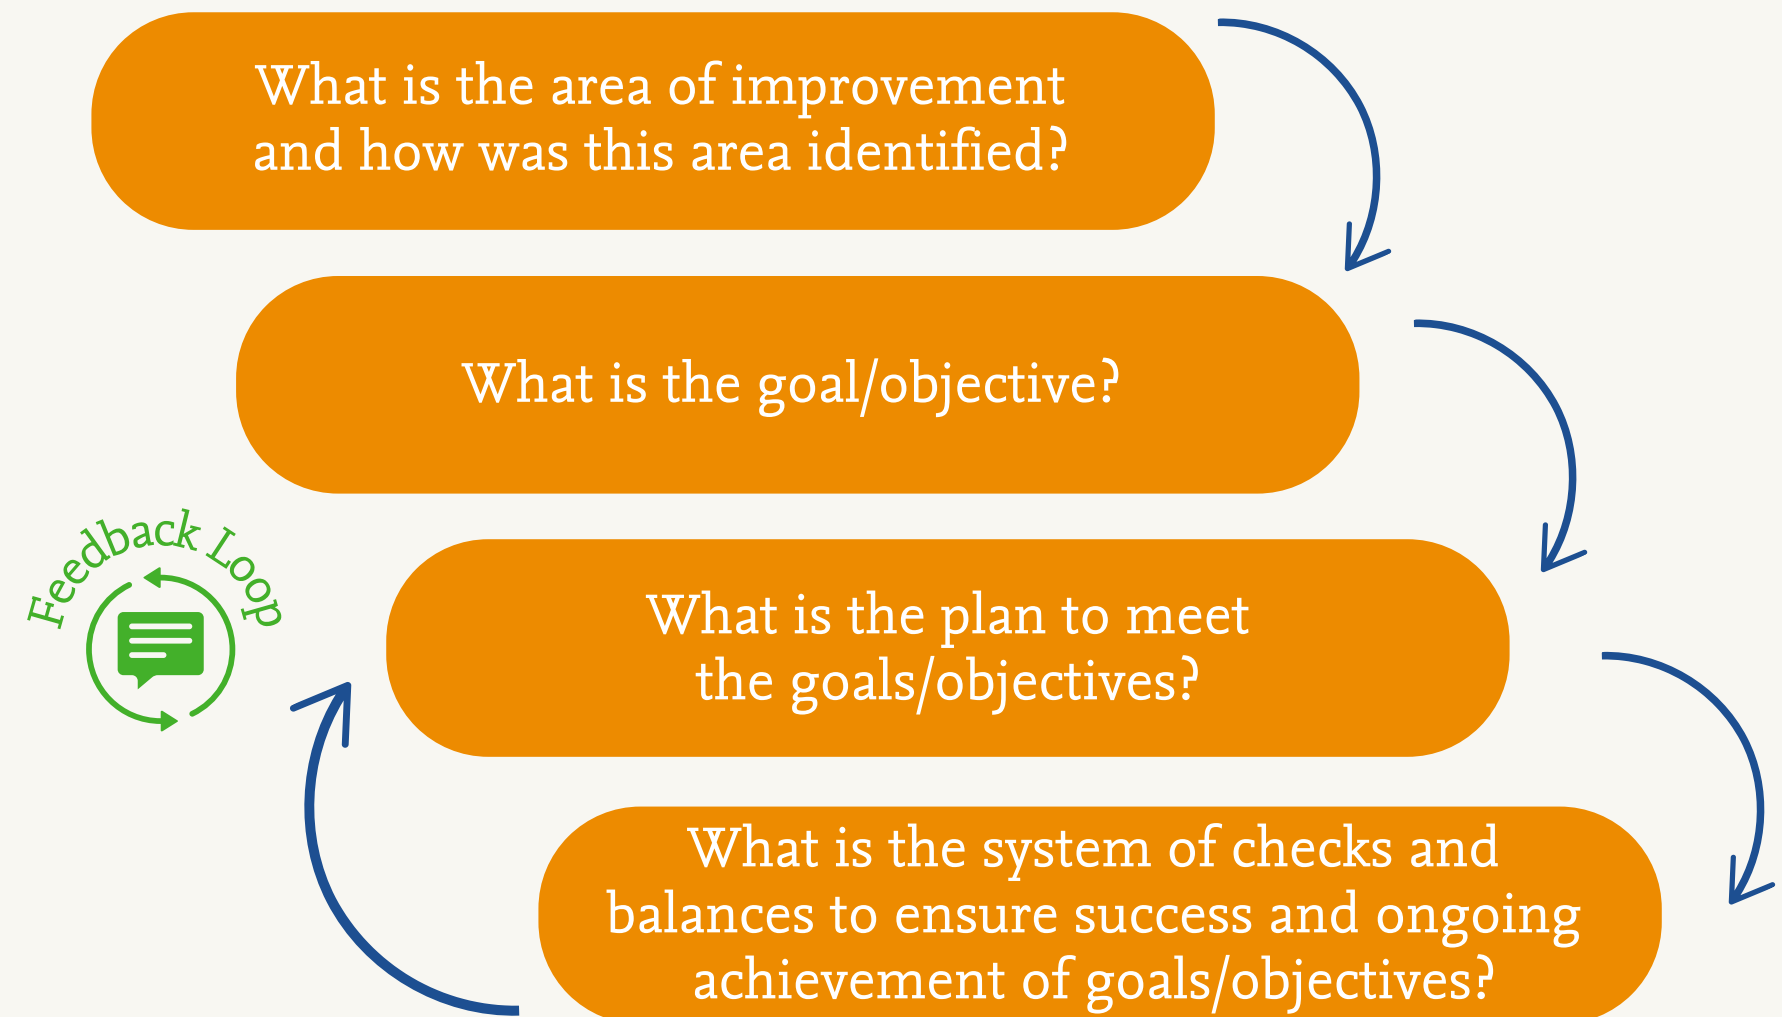 What is the area of improvement
and how was this area identified?
What is the goal/objective?
Feedback Loop
What is the plan to meet
the goals/objectives?
What is the system of checks and
balances to ensure success and ongoing
achievement of goals/objectives?